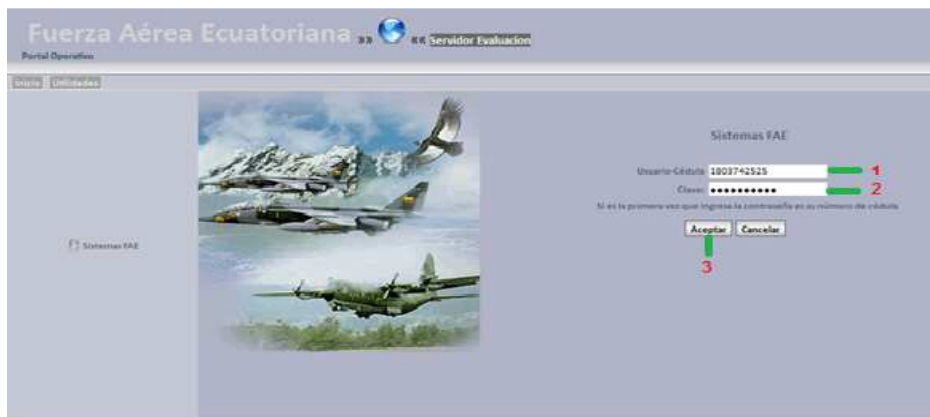 Fuerza Aérea Ecuatoriana »» «« Servidor Evaluacion
Portal Operativo
Inicio Utilidades
Sistemas FAE
Usuario-Cédula 1803742525 1
Clave: ●●●●●●●●●● 2
Si es la primera vez que ingresa la contraseña es su número de cédula
Aceptar Cancelar
3
Sistemas FAE